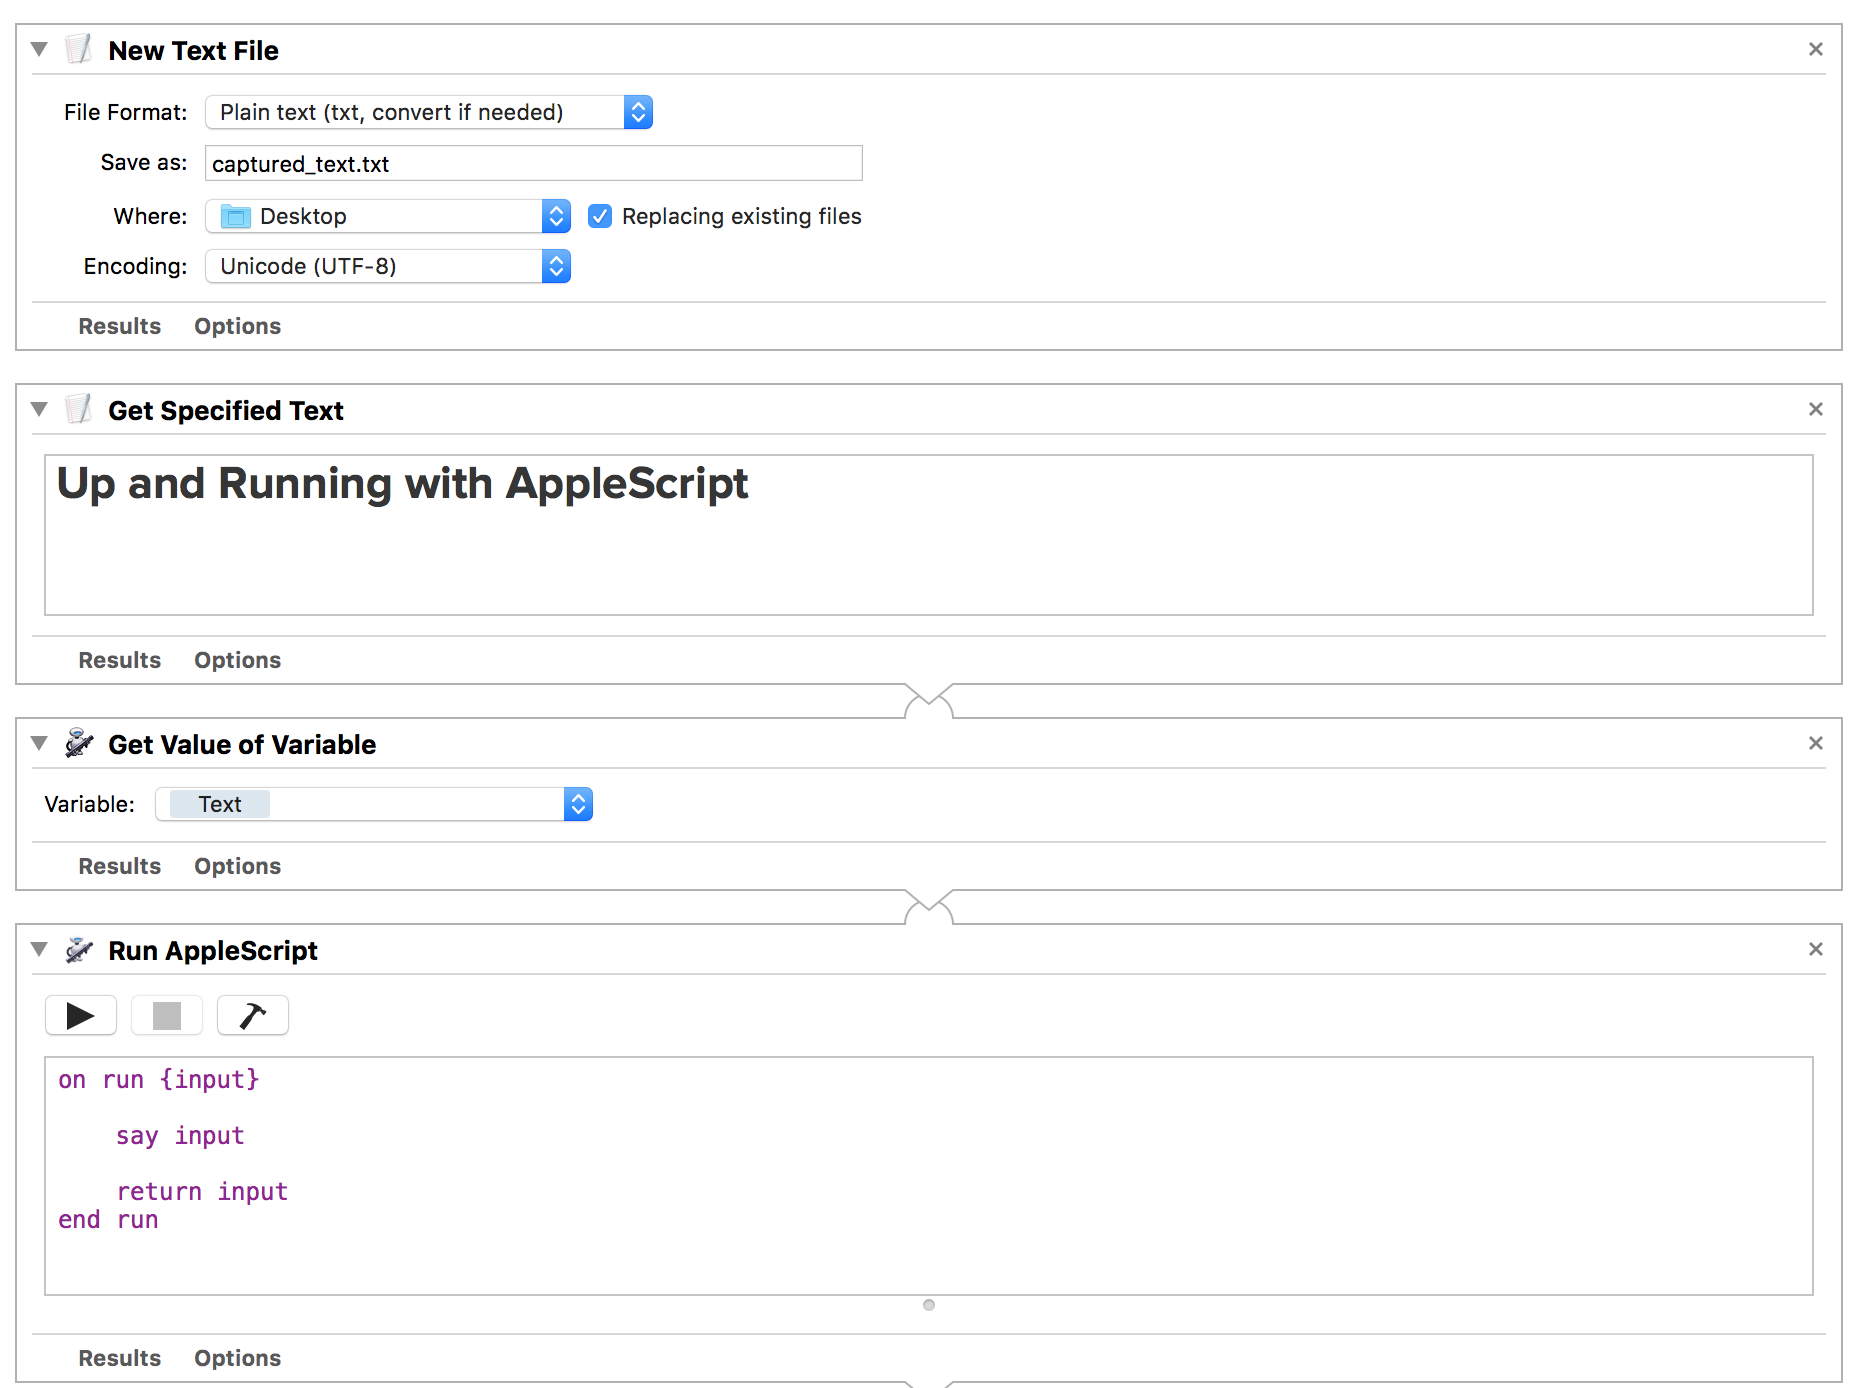 New Text File
File Format: Plain text (txt, convert if needed)
Save as: captured_text.txt
Where: Desktop Replacing existing files
Encoding: Unicode (UTF-8)
Results Options
Get Specified Text
Up and Running with AppleScript
Results Options
Get Value of Variable
Variable: Text
Results Options
Run AppleScript
on run {input}
say input
return input
end run
Results Options